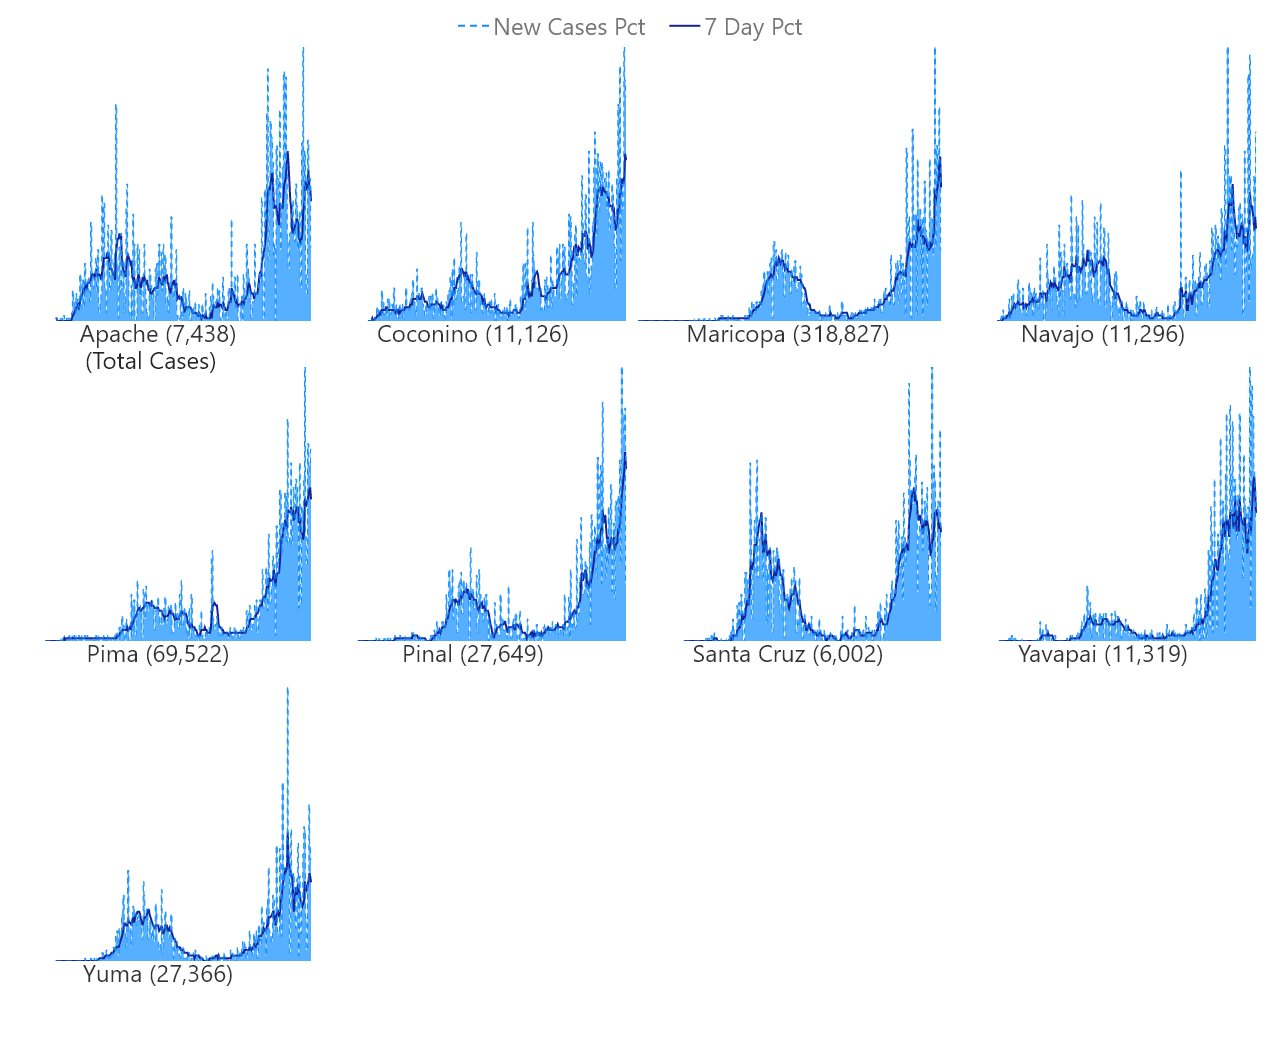 New Cases Pct 7 Day Pct
Apache (7,438)
(Total Cases)
Coconino (11,126)
Maricopa (318,827)
Navajo (11,296)
Pima (69,522)
Pinal (27,649)
Santa Cruz (6,002)
Yavapai (11,319)
Yuma (27,366)